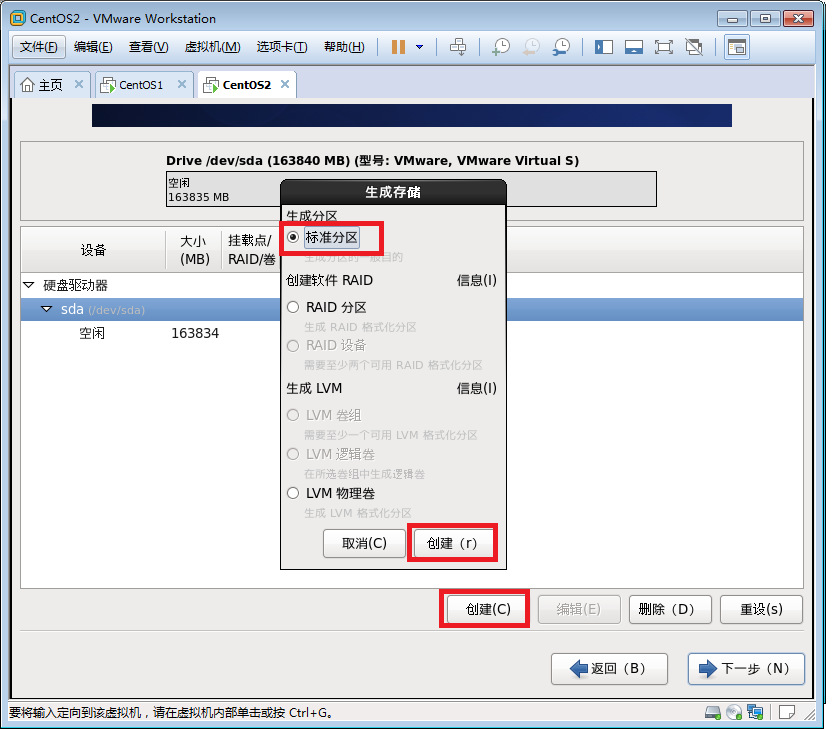 CentOS2 - VMware Workstation
文件(F) 编辑(E) 查看(V) 虚拟机(M) 选项卡(T) 帮助(H)
主页 CentOS1 CentOS2
Drive /dev/sda (163840 MB) (型号: VMware, VMware Virtual S)
空闲
163835 MB
生成存储
生成分区
标准分区
生成分区的一般目的
创建软件 RAID 信息(I)
RAID 分区
生成 RAID 格式化分区
RAID 设备
需要至少两个可用 RAID 格式化分区
生成 LVM 信息(I)
LVM 卷组
需要至少一个可用 LVM 格式化分区
LVM 逻辑卷
在所选卷组中生成逻辑卷
LVM 物理卷
生成 LVM 格式化分区
取消(C) 创建（r）
设备
大小
(MB)
挂载点/
RAID/卷
硬盘驱动器
sda (/dev/sda)
空闲 163834
创建(C) 编辑(E) 删除（D） 重设(s)
返回（B） 下一步（N）
要将输入定向到该虚拟机，请在虚拟机内部单击或按 Ctrl+G。